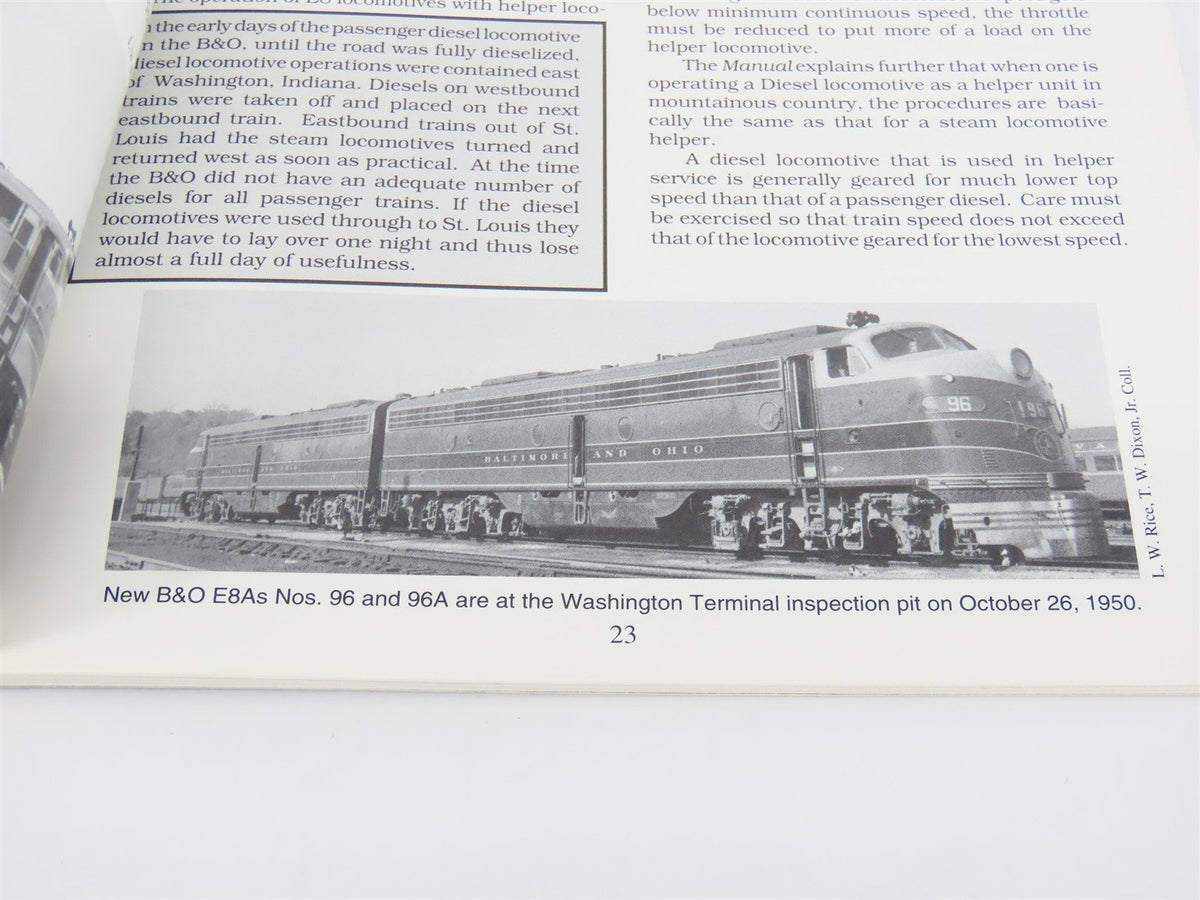 The operation of E8 locomotives with helper loco-
the early days of the passenger diesel locomotive
n the B&O, until the road was fully dieselized,
diesel locomotive operations were contained east
of Washington, Indiana. Diesels on westbound
trains were taken off and placed on the next
eastbound train. Eastbound trains out of St.
Louis had the steam locomotives turned and
returned west as soon as practical. At the time
the B&O did not have an adequate number of
diesels for all passenger trains. If the diesel
locomotives were used through to St. Louis they
would have to lay over one night and thus lose
almost a full day of usefulness.
below minimum continuous speed, the throttle
must be reduced to put more of a load on the
helper locomotive.
The Manual explains further that when one is
operating a Diesel locomotive as a helper unit in
mountainous country, the procedures are basi-
cally the same as that for a steam locomotive
helper.
A diesel locomotive that is used in helper
service is generally geared for much lower top
speed than that of a passenger diesel. Care must
be exercised so that train speed does not exceed
that of the locomotive geared for the lowest speed.
BALTIMORE AND OHIO
BALTIMORE AND OHIO
96
96
L. W. Rice, T. W. Dixon, Jr. Coll.
New B&O E8As Nos. 96 and 96A are at the Washington Terminal inspection pit on October 26, 1950.
23